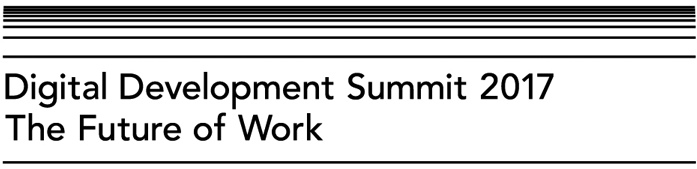 Digital Development Summit 2017
The Future of Work